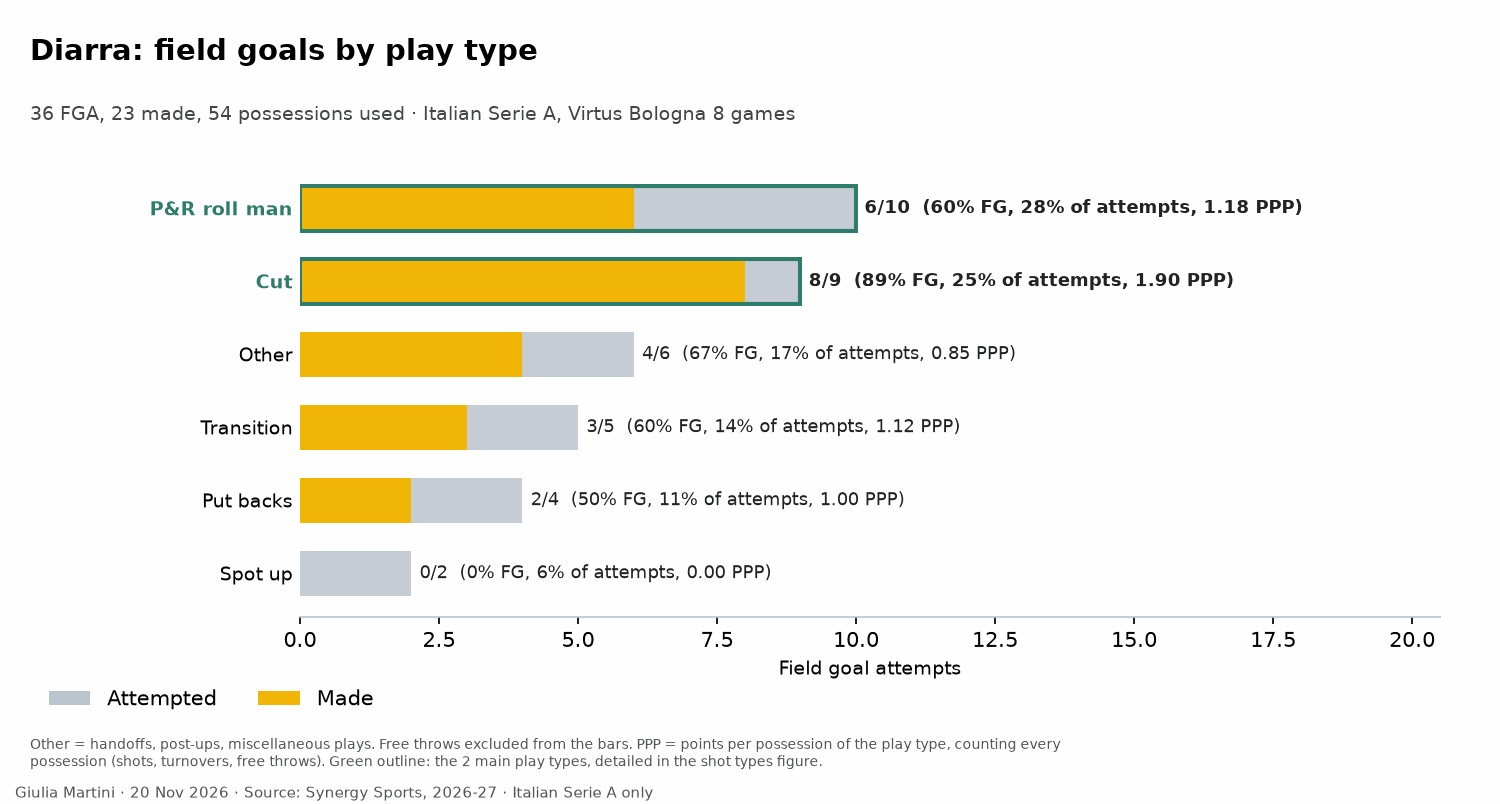 Diarra: field goals by play type
36 FGA, 23 made, 54 possessions used · Italian Serie A, Virtus Bologna 8 games
P&R roll man
6/10 (60% FG, 28% of attempts, 1.18 PPP)
Cut
8/9 (89% FG, 25% of attempts, 1.90 PPP)
Other
4/6 (67% FG, 17% of attempts, 0.85 PPP)
Transition
3/5 (60% FG, 14% of attempts, 1.12 PPP)
Put backs
2/4 (50% FG, 11% of attempts, 1.00 PPP)
Spot up
0/2 (0% FG, 6% of attempts, 0.00 PPP)
0.0 2.5 5.0 7.5 10.0 12.5 15.0 17.5 20.0
Field goal attempts
Attempted Made
Other = handoffs, post-ups, miscellaneous plays. Free throws excluded from the bars. PPP = points per possession of the play type, counting every
possession (shots, turnovers, free throws). Green outline: the 2 main play types, detailed in the shot types figure.
Giulia Martini · 20 Nov 2026 · Source: Synergy Sports, 2026-27 · Italian Serie A only